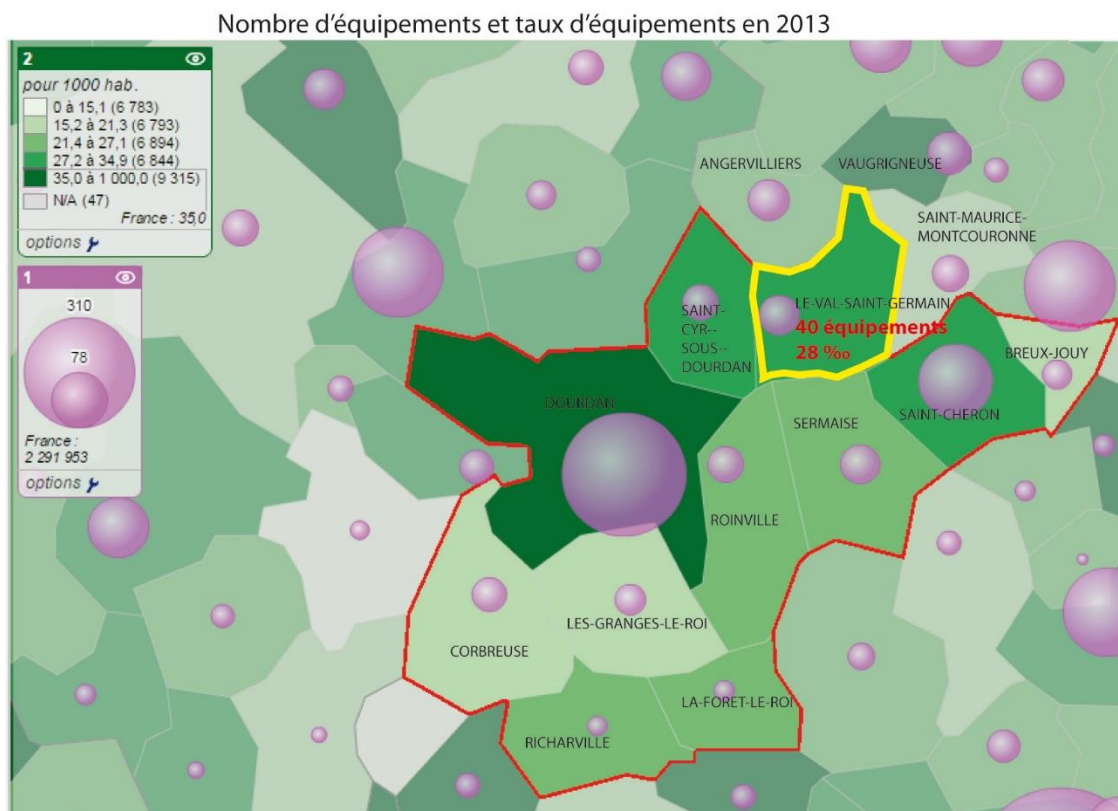 Nombre d'équipements et taux d'équipements en 2013
2
pour 1000 hab.
0 à 15,1 (6 783)
15,2 à 21,3 (6 793)
21,4 à 27,1 (6 894)
27,2 à 34,9 (6 844)
35,0 à 1 000,0 (9 315)
N/A (47)
France : 35,0
options
1
310
78
France :
2 291 953
options
ANGERVILLIERS
VAUGRIGNEUSE
SAINT-MAURICE-
MONTCOURONNE
SAINT-
CYR--
SOUS--
DOURDAN
LE-VAL-SAINT-GERMAIN
40 équipements
28 ‰
BREUX-JOUY
DOURDAN
SERMAISE
SAINT-CHERON
ROINVILLE
LES-GRANGES-LE-ROI
CORBREUSE
LA-FORET-LE-ROI
RICHARVILLE